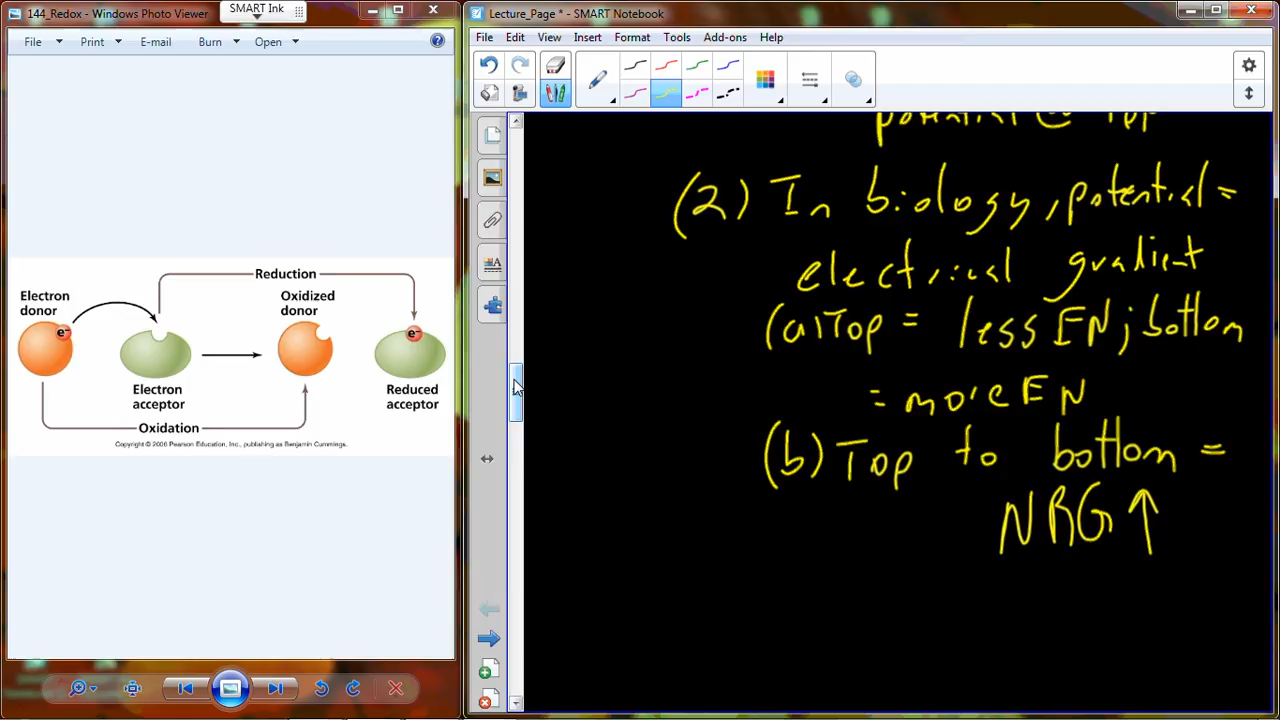 144_Redox - Windows Photo Viewer
SMART Ink
File Print E-mail Burn Open
Reduction
Electron donor
Oxidized donor
e-
e-
Electron acceptor
Reduced acceptor
Oxidation
Copyright © 2006 Pearson Education, Inc., publishing as Benjamin Cummings.
Lecture_Page * - SMART Notebook
File Edit View Insert Format Tools Add-ons Help
potential @ Top
(2) In biology, potential =
electrical gradient
(a) Top = less EN; bottom
= more EN
(b) Top to bottom =
NRG ↑